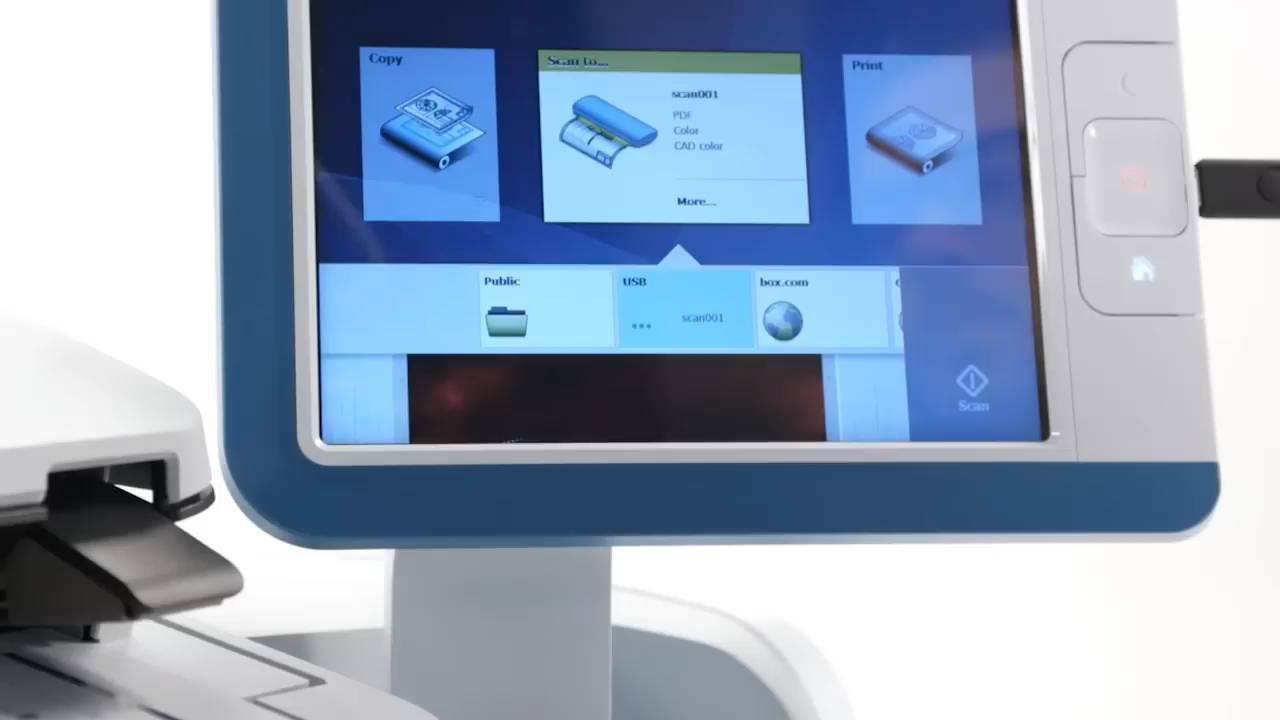 Copy
Scan to...
scan001
PDF
Color
CAD color
More...
Print
Public
USB
scan001
box.com
Scan